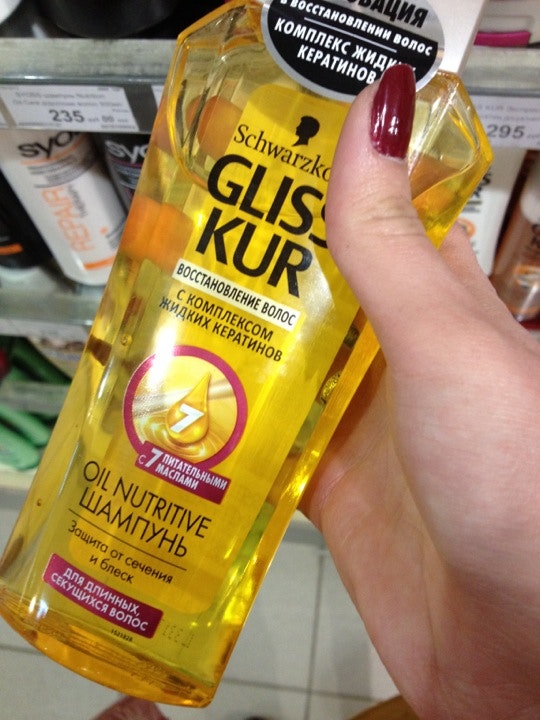 В ВОССТАНОВЛЕНИИ ВОЛОС
КОМПЛЕКС ЖИДКИХ
КЕРАТИНОВ
Schwarzko
GLISS
KUR
ВОССТАНОВЛЕНИЕ ВОЛОС
С КОМПЛЕКСОМ
ЖИДКИХ КЕРАТИНОВ
7
С 7 ПИТАТЕЛЬНЫМИ
МАСЛАМИ
OIL NUTRITIVE
ШАМПУНЬ
Защита от сечения
и блеск
ДЛЯ ДЛИННЫХ,
СЕКУЩИХСЯ ВОЛОС
235
295
syo
REPAIR